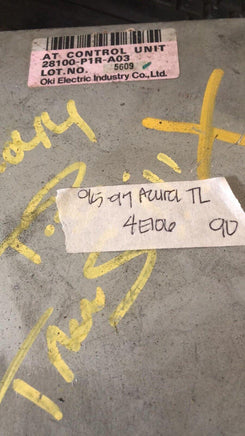 AT CONTROL UNIT
28100-P1R-A03
LOT.NO. 5609
Oki Electric Industry Co.,Ltd.
X
95-97 Acura TL
4E106 90